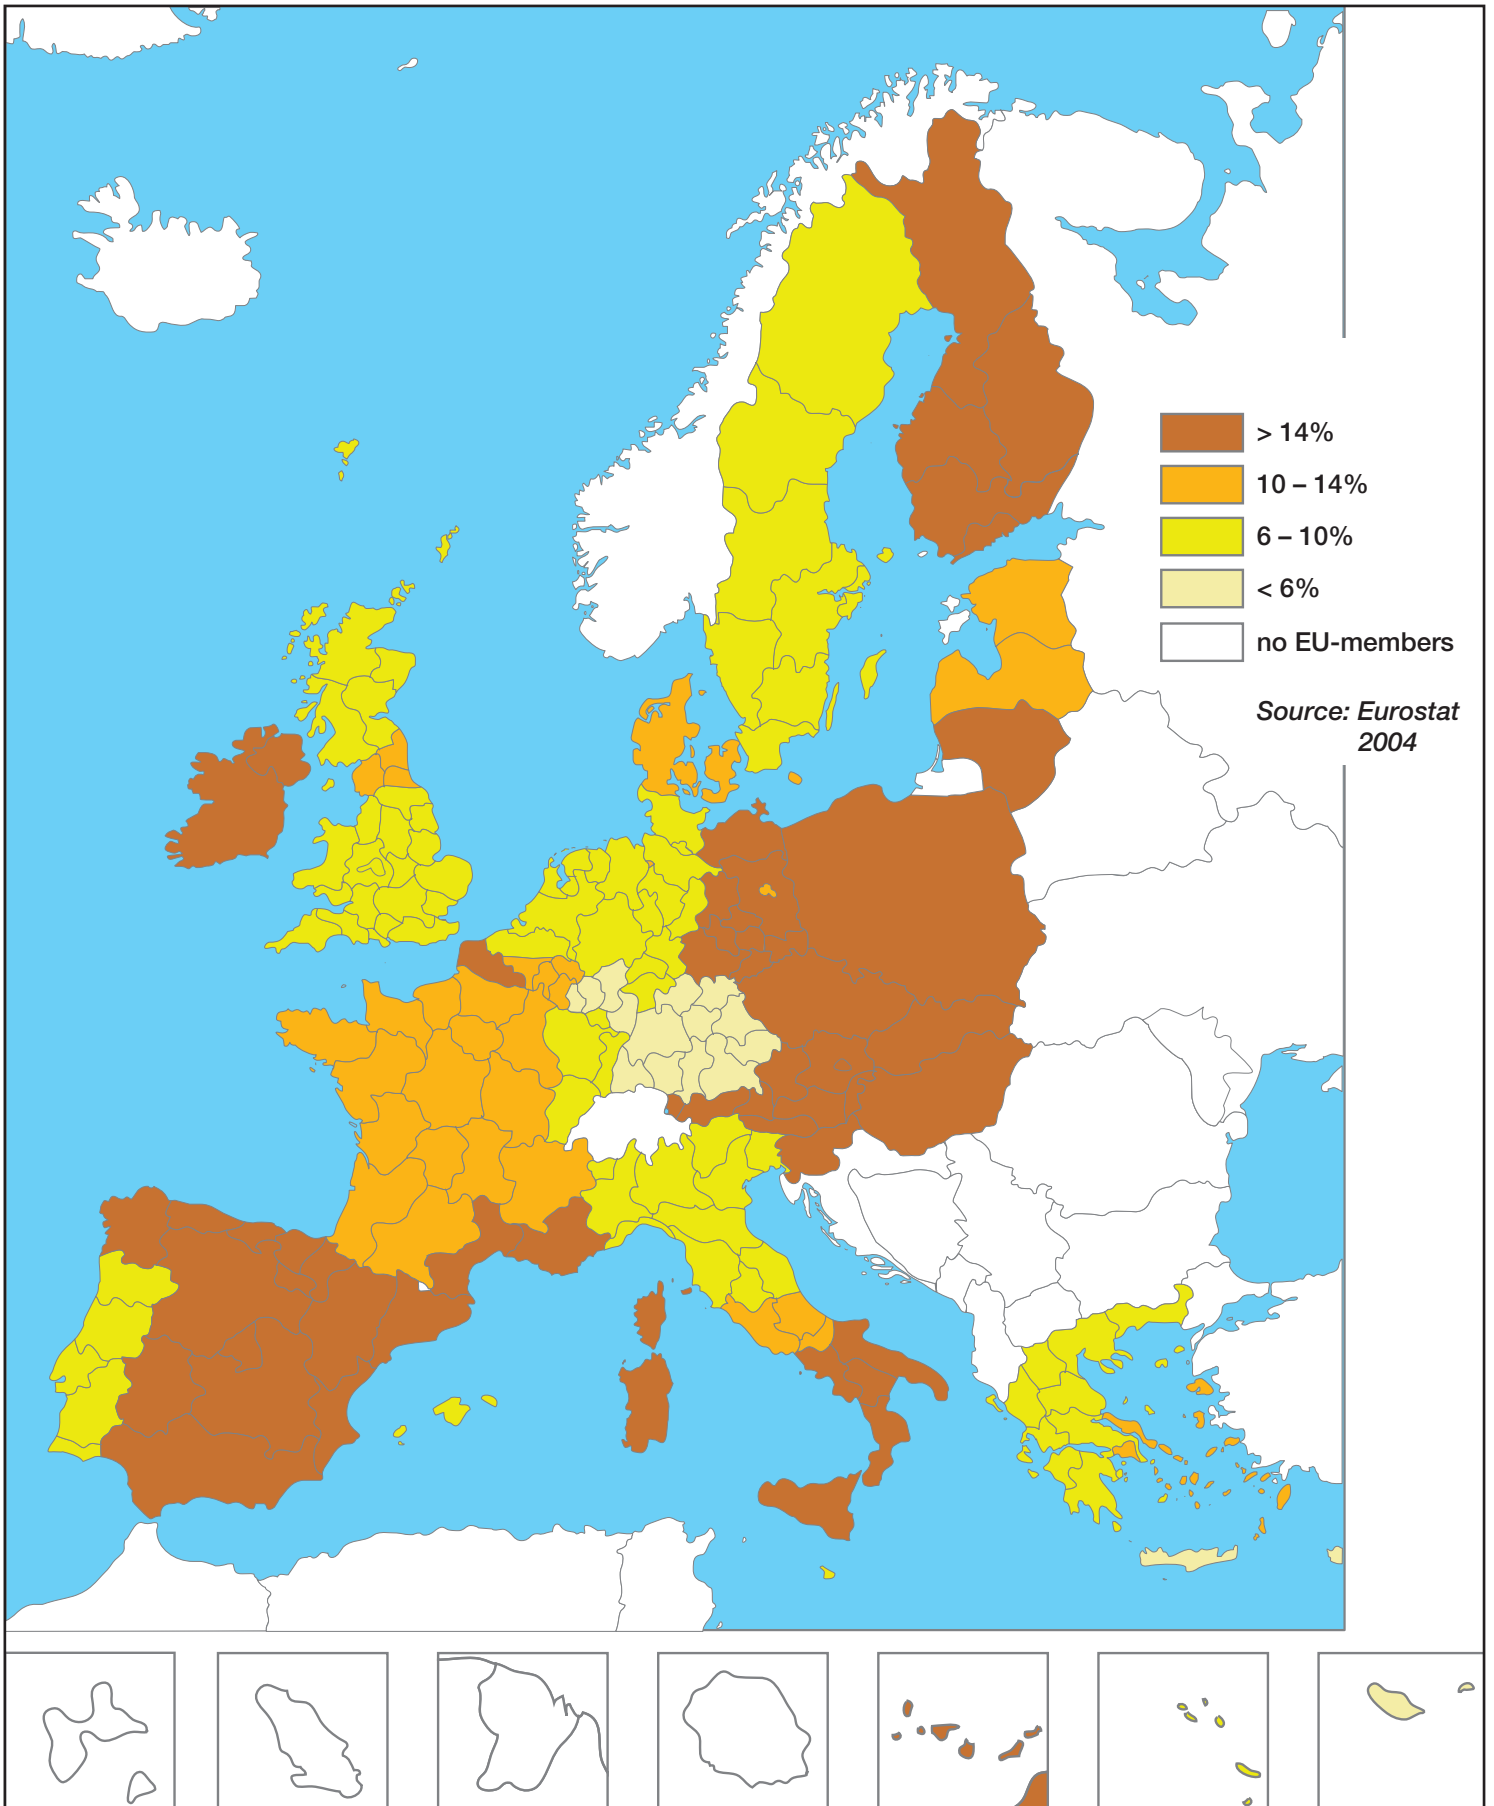 > 14%
10 – 14%
6 – 10%
< 6%
no EU-members
Source: Eurostat
2004